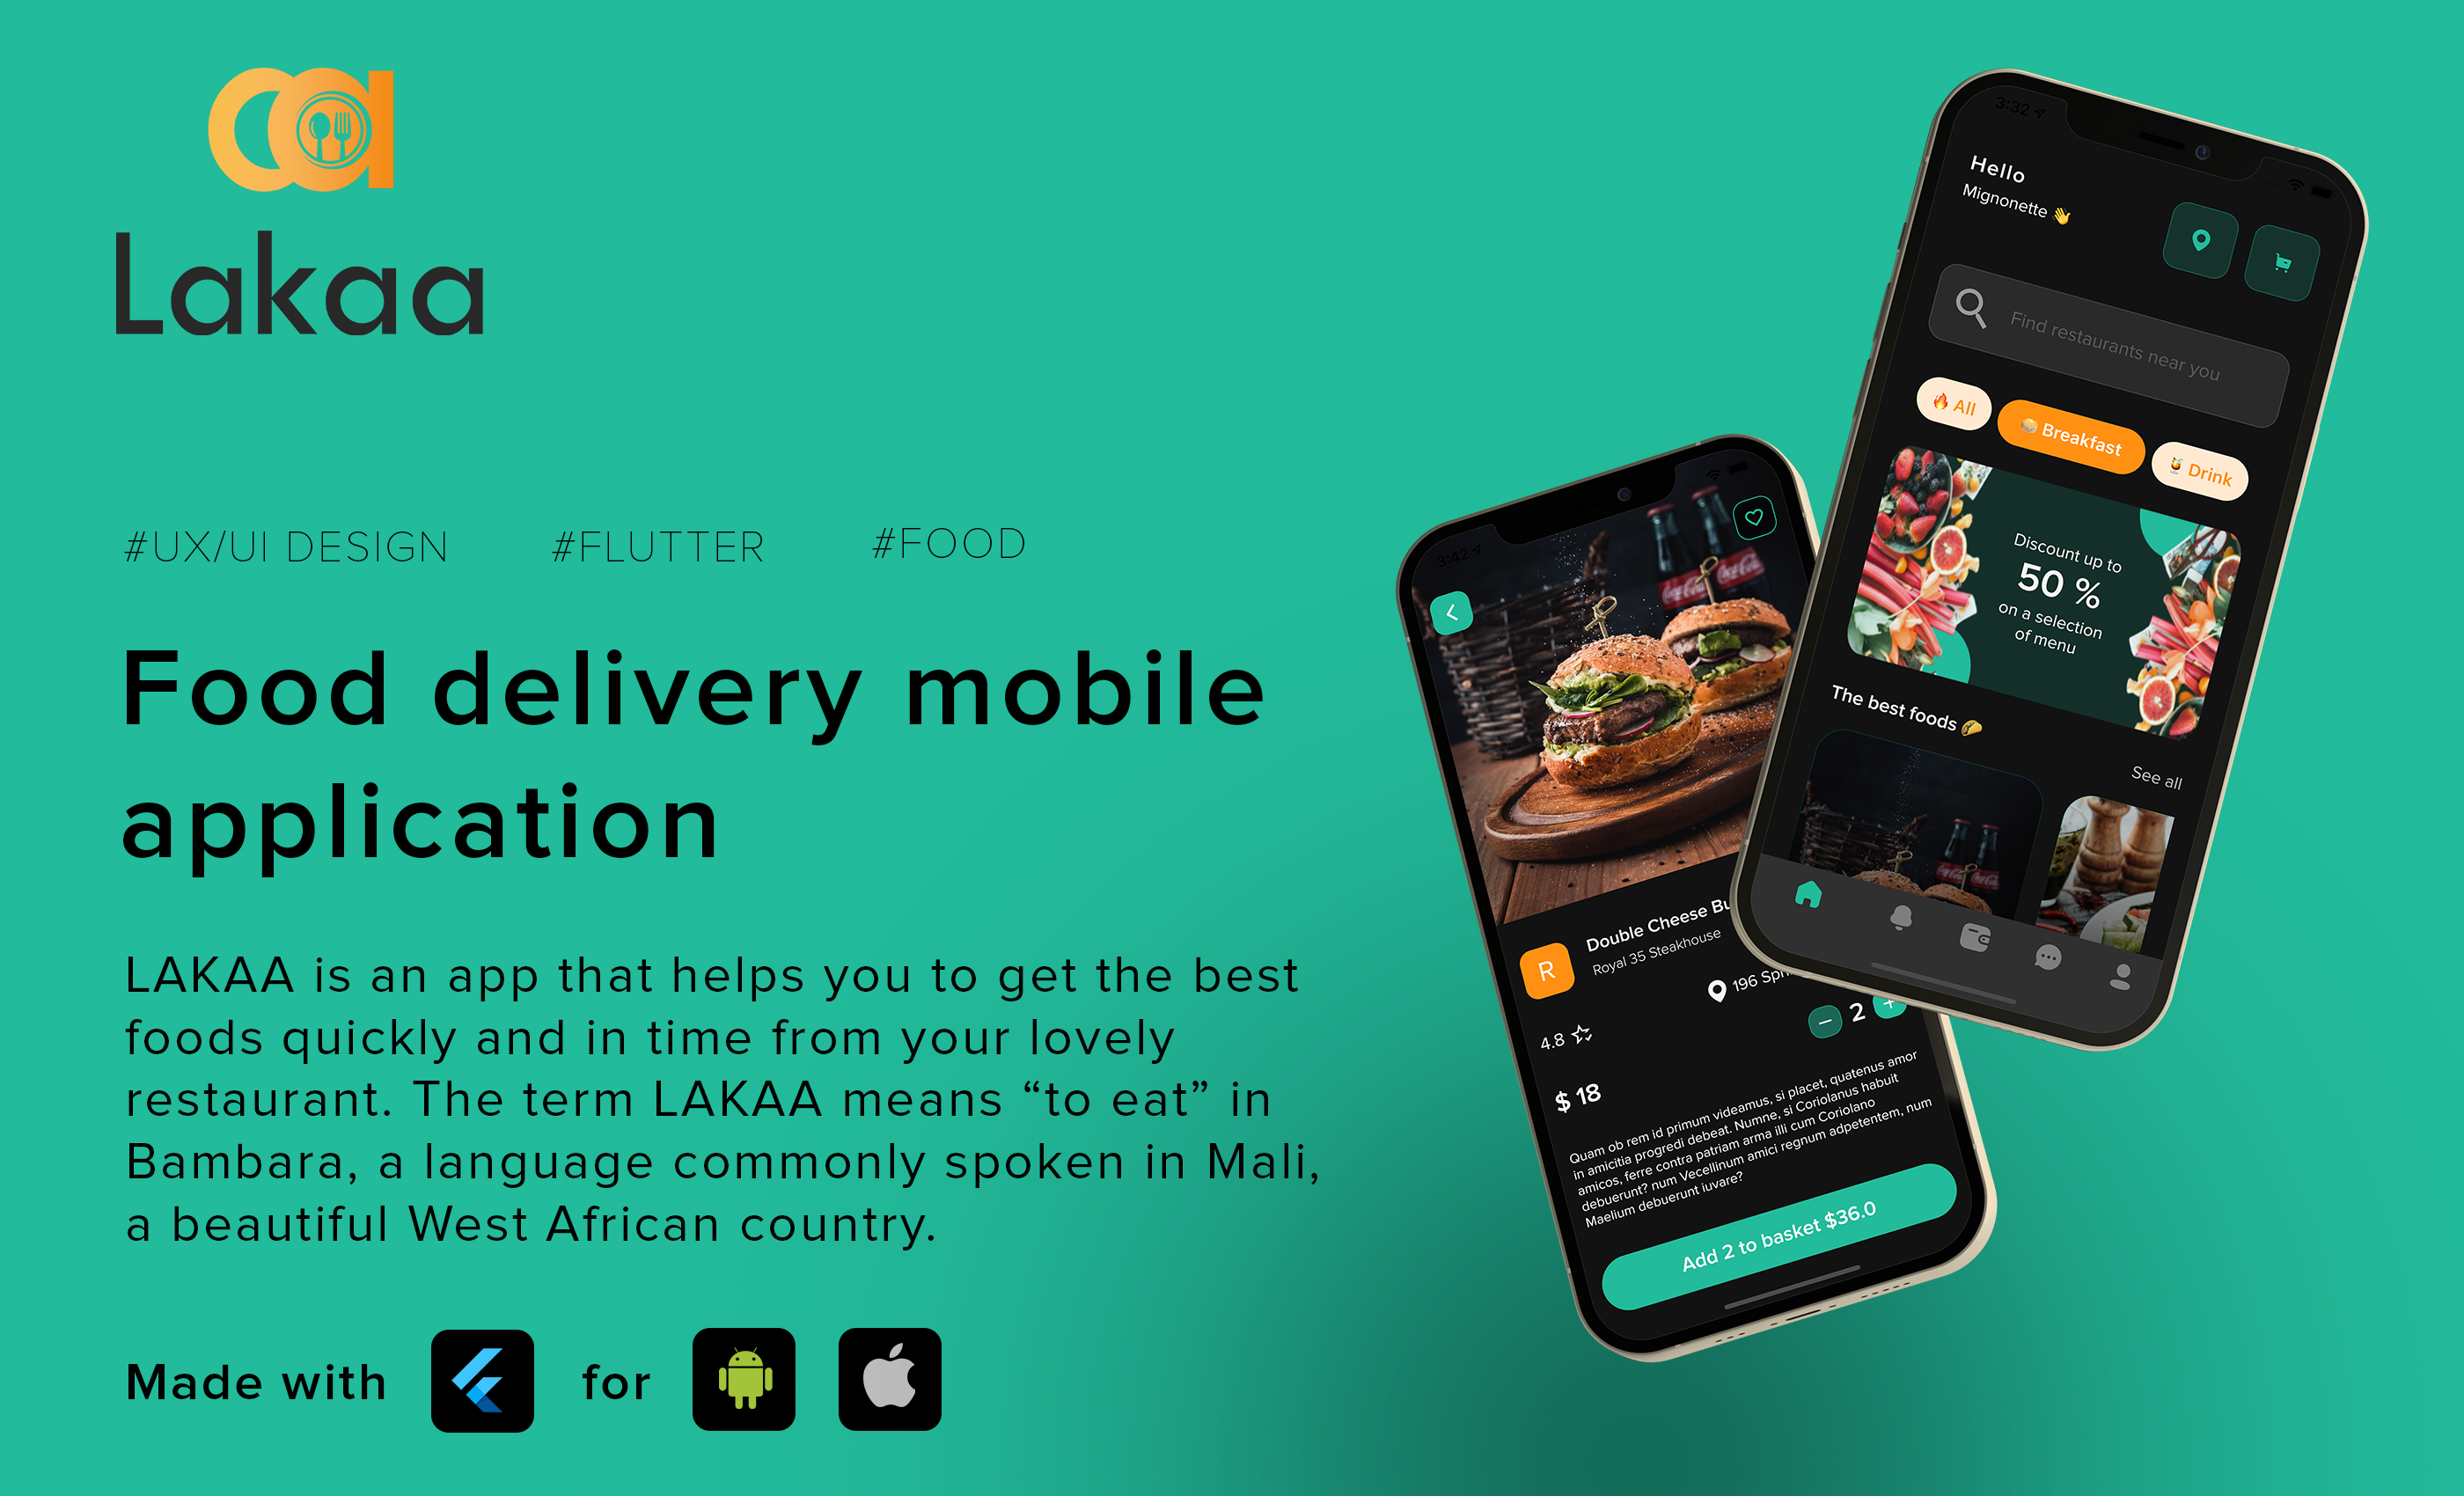 Lakaa
#UX/UI DESIGN #FLUTTER #FOOD
Food delivery mobile
application
LAKAA is an app that helps you to get the best
foods quickly and in time from your lovely
restaurant. The term LAKAA means “to eat” in
Bambara, a language commonly spoken in Mali,
a beautiful West African country.
Made with for
3:42
Coca-Cola
Double Cheese Bu
Royal 35 Steakhouse
R
196 Spr
4.8
2
$ 18
Quam ob rem id primum videamus, si placet, quatenus amor
in amicitia progredi debeat. Numne, si Coriolanus habuit
amicos, ferre contra patriam arma illi cum Coriolano
debuerunt? num Vecellinum amici regnum adpetentem, num
Maelium debuerunt iuvare?
Add 2 to basket $36.0
3:32
Hello
Mignonette 👋
Find restaurants near you
🔥 All
Breakfast
Drink
Discount up to
50 %
on a selection
of menu
The best foods 🌮
See all